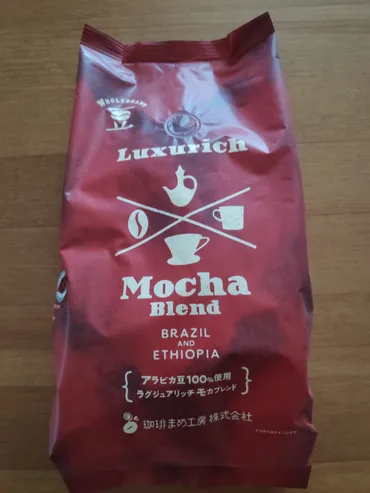 WHOLEBEANS
Luxurich
Mocha
Blend
BRAZIL
AND
ETHIOPIA
アラビカ豆100%使用
ラグジュアリッチ モカブレンド
珈琲まめ工房株式会社